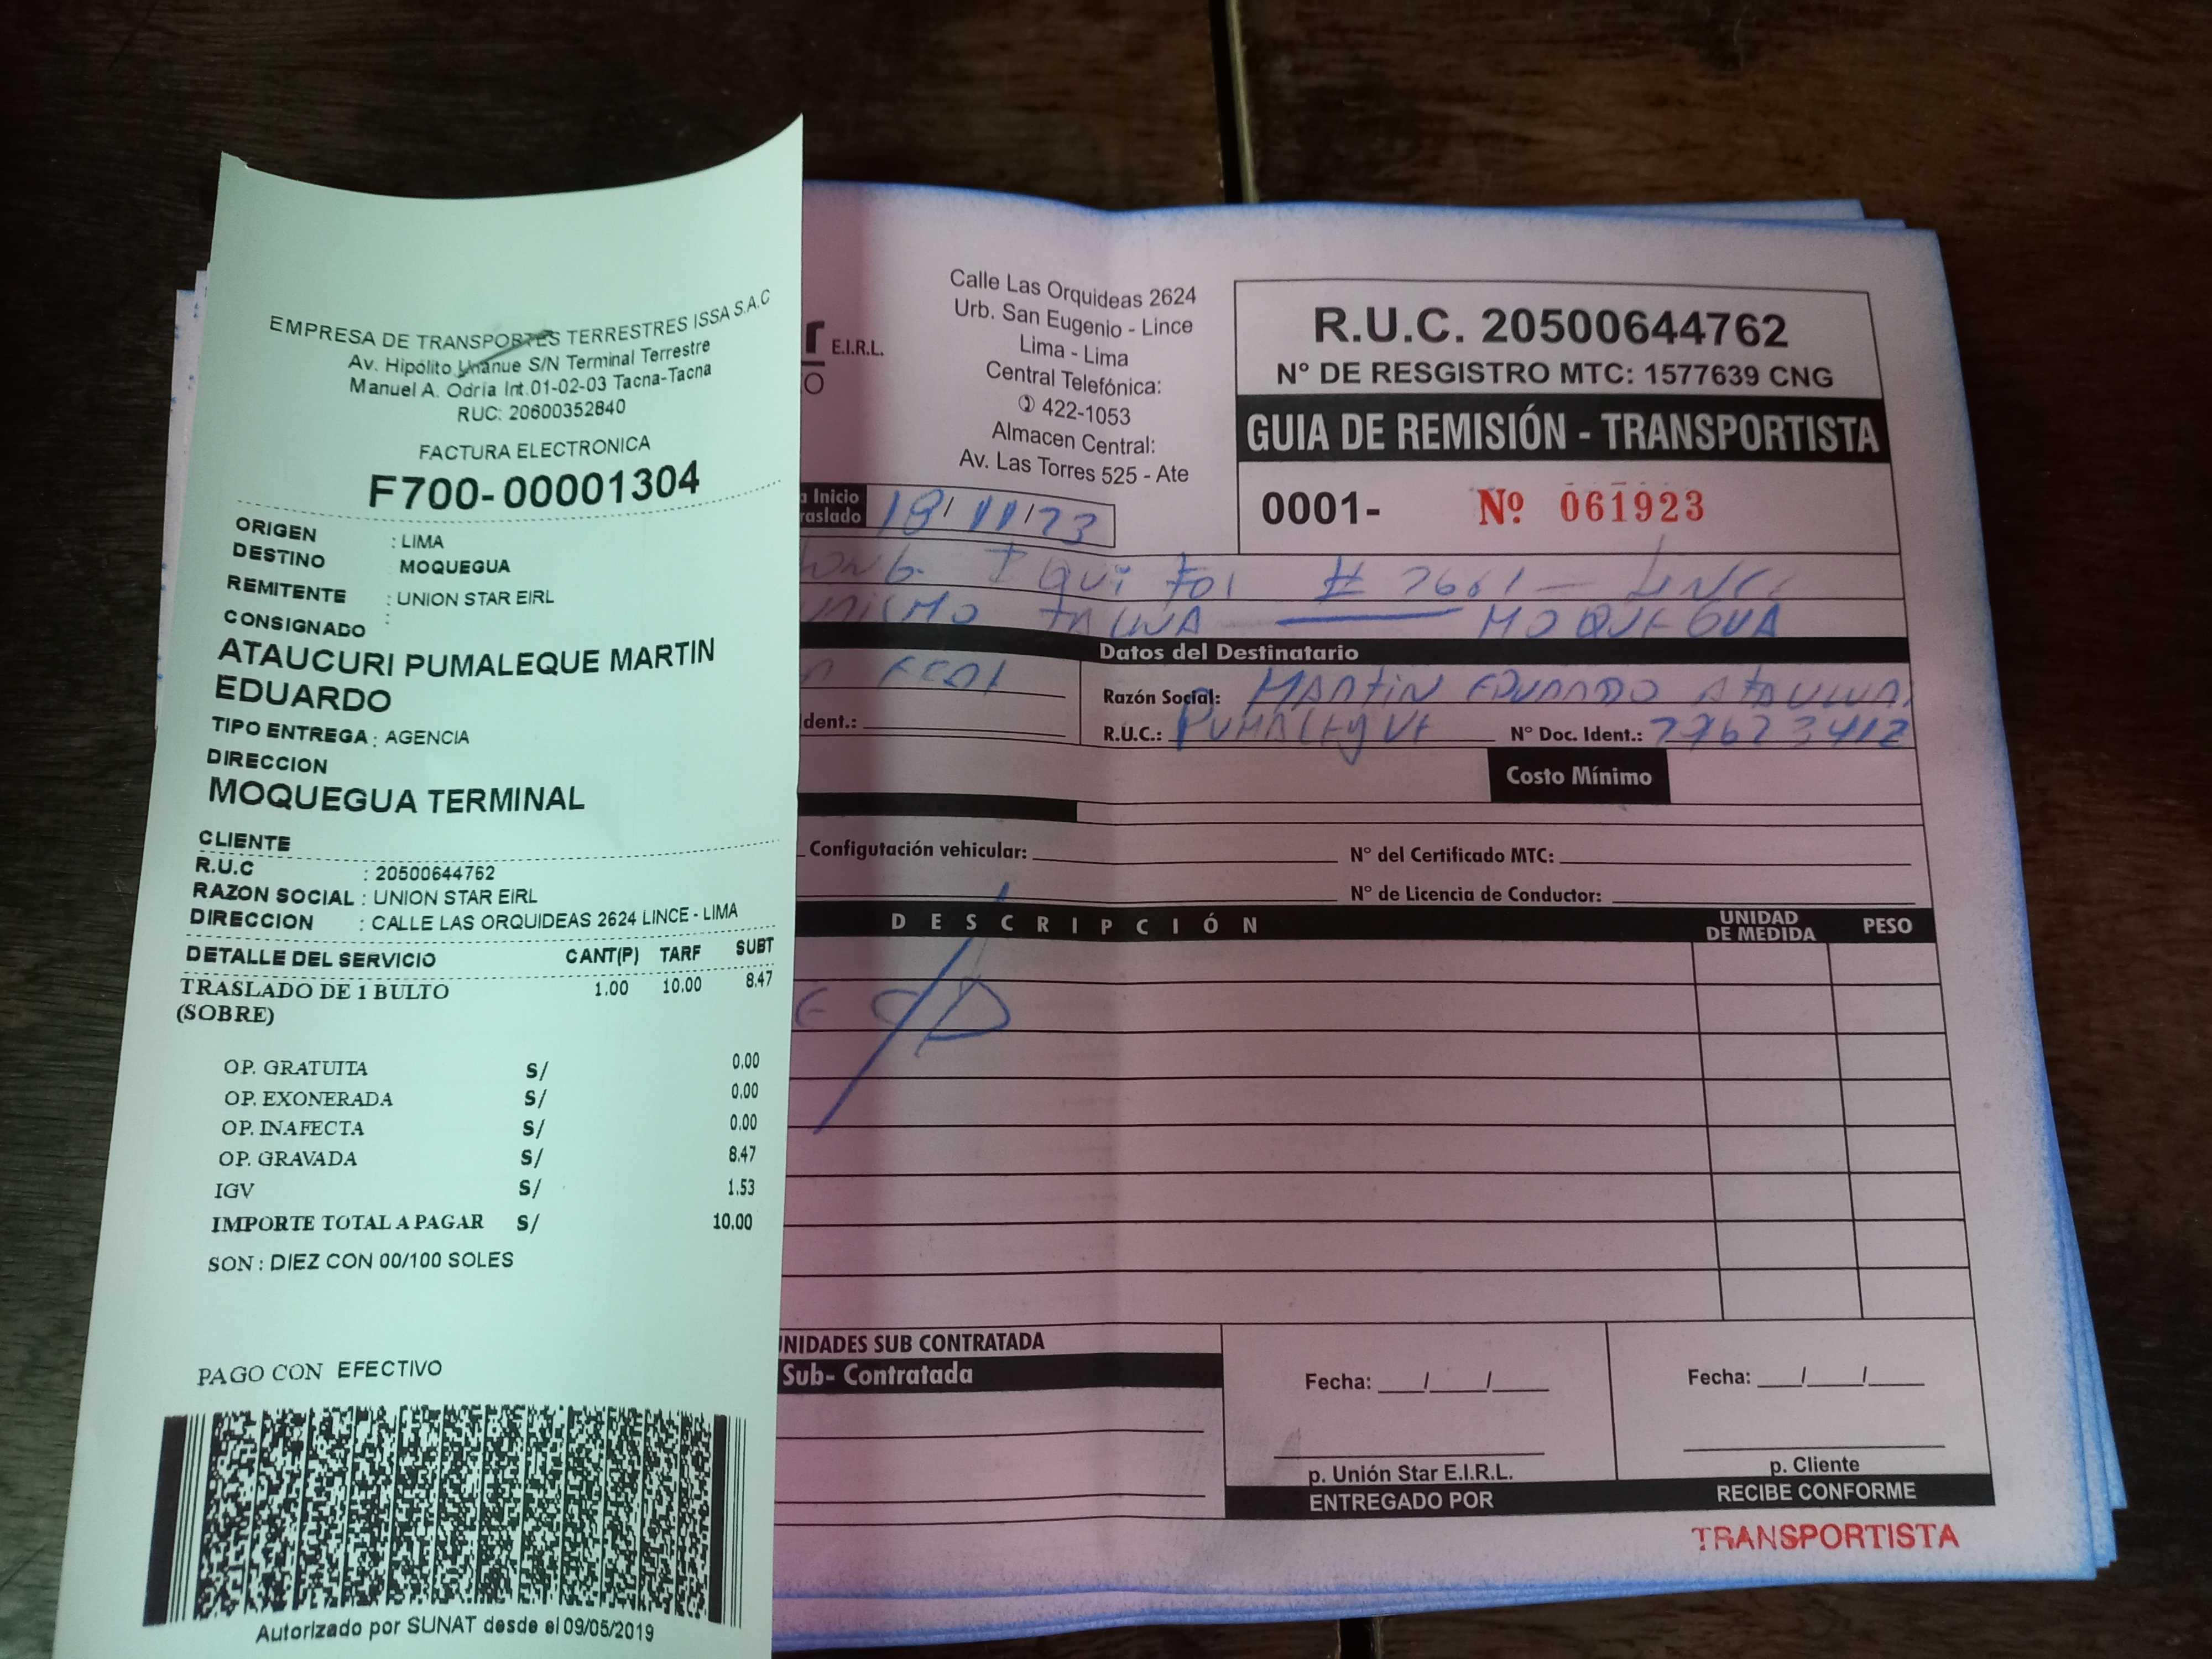 EMPRESA DE TRANSPORTES TERRESTRES ISSA S.A.C
Av. Hipólito Unanue S/N Terminal Terrestre
Manuel A. Odria Int.01-02-03 Tacna-Tacna
RUC: 20600352840
FACTURA ELECTRONICA
F700-00001304
ORIGEN : LIMA
DESTINO MOQUEGUA
REMITENTE : UNION STAR EIRL
CONSIGNADO :
ATAUCURI PUMALEQUE MARTIN
EDUARDO
TIPO ENTREGA : AGENCIA
DIRECCION
MOQUEGUA TERMINAL
CLIENTE
R.U.C : 20500644762
RAZON SOCIAL : UNION STAR EIRL
DIRECCION : CALLE LAS ORQUIDEAS 2624 LINCE - LIMA
DETALLE DEL SERVICIO CANT(P) TARF SUBT
TRASLADO DE 1 BULTO 1.00 10.00 8.47
(SOBRE)
OP. GRATUITA S/ 0.00
OP. EXONERADA S/ 0.00
OP. INAFECTA S/ 0.00
OP. GRAVADA S/ 8.47
IGV S/ 1.53
IMPORTE TOTAL A PAGAR S/ 10.00
SON : DIEZ CON 00/100 SOLES
PAGO CON EFECTIVO
Autorizado por SUNAT desde el 09/05/2019
r E.I.R.L.
O
Calle Las Orquideas 2624
Urb. San Eugenio - Lince
Lima - Lima
Central Telefónica:
422-1053
Almacen Central:
Av. Las Torres 525 - Ate
R.U.C. 20500644762
N° DE RESGISTRO MTC: 1577639 CNG
GUIA DE REMISIÓN - TRANSPORTISTA
0001- Nº 061923
a Inicio
raslado
18/11/23
LINCE
MOQUEGUA
Datos del Destinatario
Razón Social: MARTIN EDUARDO
dent.:
R.U.C.: PUMALEQUE N° Doc. Ident.:
Costo Mínimo
Configutación vehicular: N° del Certificado MTC:
N° de Licencia de Conductor:
DESCRIPCIÓN UNIDAD DE MEDIDA PESO
NIDADES SUB CONTRATADA
Sub- Contratada
Fecha: / /
p. Unión Star E.I.R.L.
ENTREGADO POR
Fecha: / /
p. Cliente
RECIBE CONFORME
TRANSPORTISTA